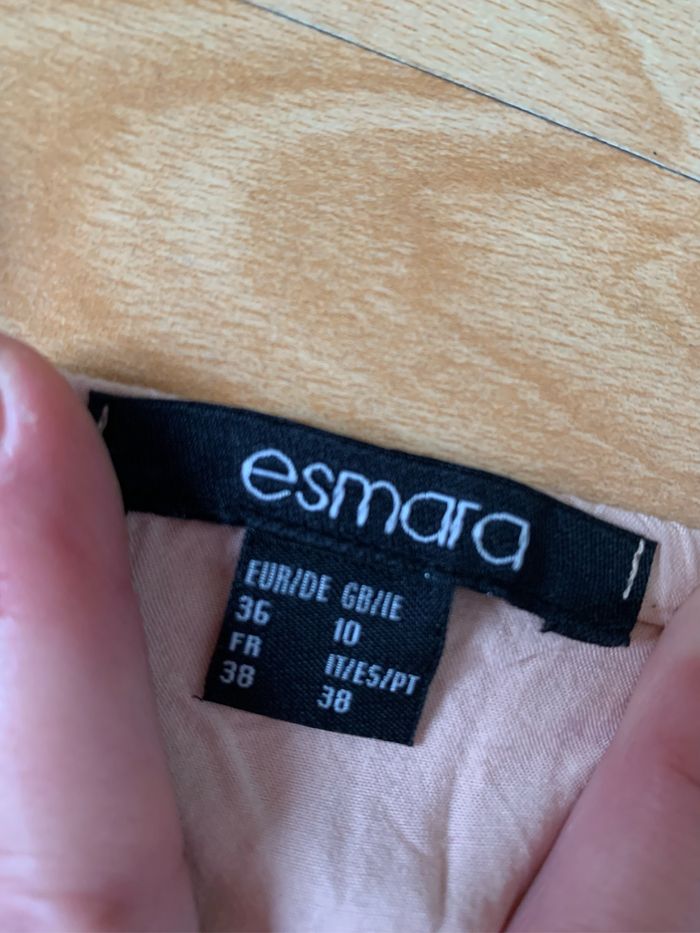 esmara
EUR/DE GB/IE
36 10
FR IT/ES/PT
38 38